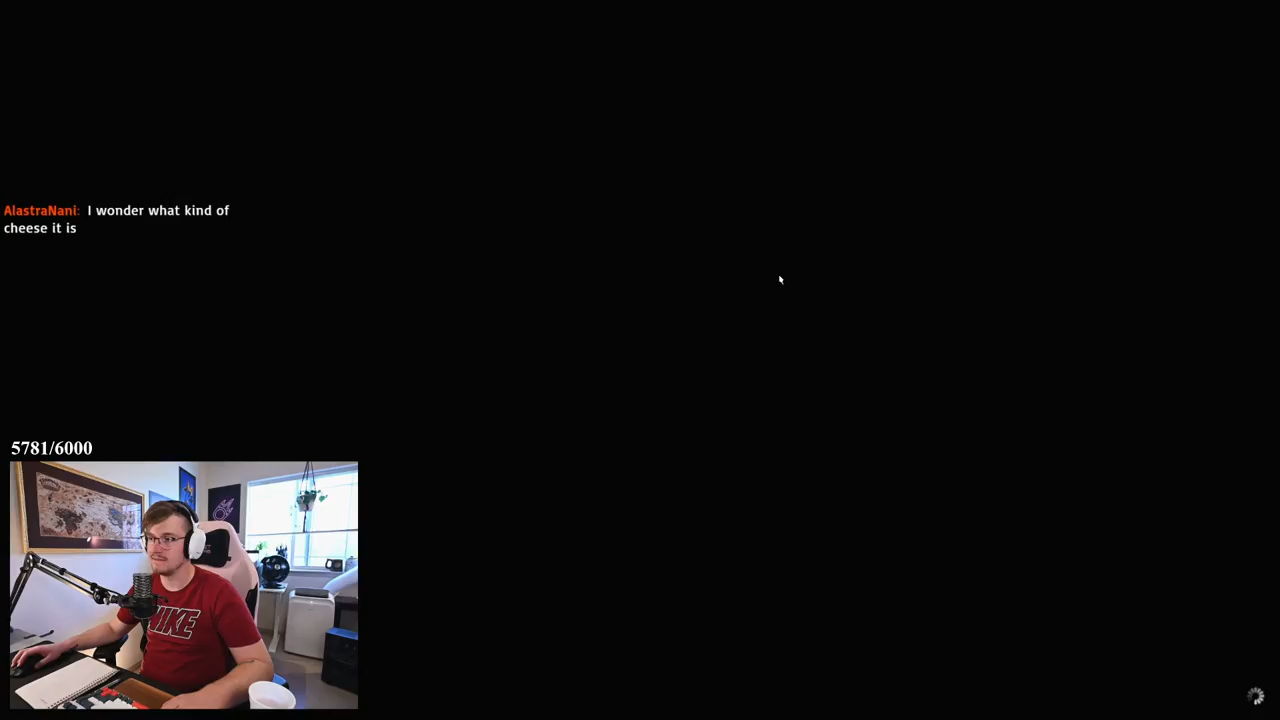 AlastraNani: I wonder what kind of
cheese it is
5781/6000
NIKE